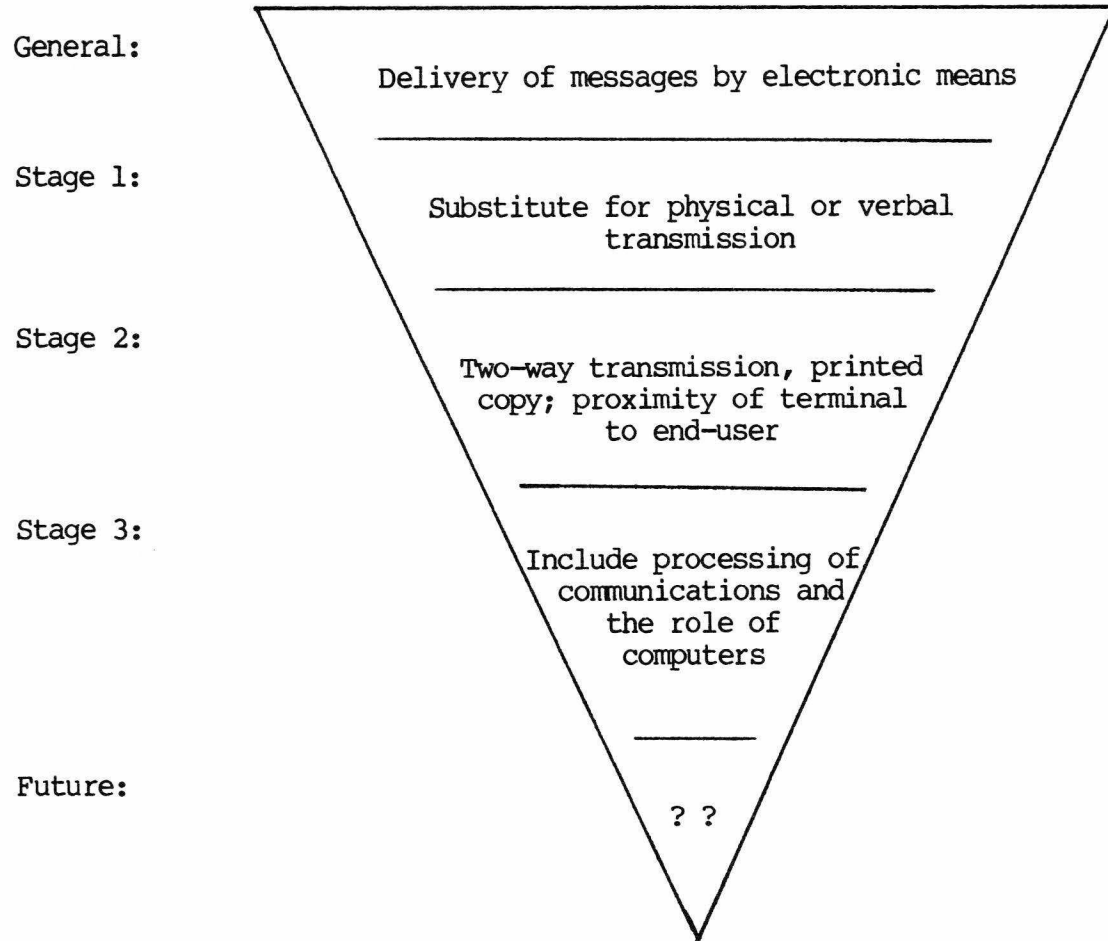 General:
Delivery of messages by electronic means
Stage 1:
Substitute for physical or verbal
transmission
Stage 2:
Two-way transmission, printed
copy; proximity of terminal
to end-user
Stage 3:
Include processing of
communications and
the role of
computers
Future:
? ?